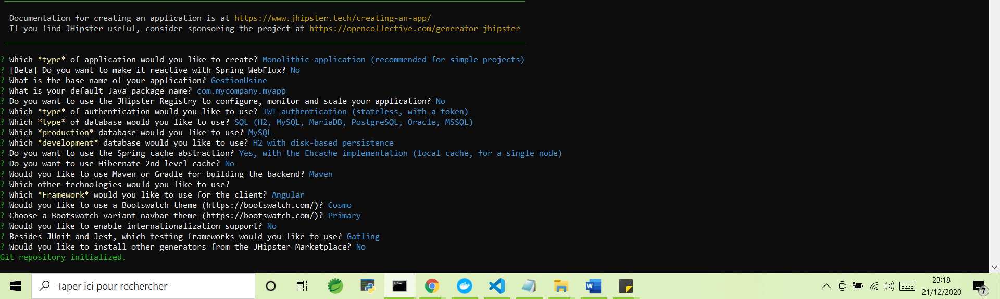 Documentation for creating an application is at https://www.jhipster.tech/creating-an-app/
If you find JHipster useful, consider sponsoring the project at https://opencollective.com/generator-jhipster
? Which *type* of application would you like to create? Monolithic application (recommended for simple projects)
? [Beta] Do you want to make it reactive with Spring WebFlux? No
? What is the base name of your application? GestionUsine
? What is your default Java package name? com.mycompany.myapp
? Do you want to use the JHipster Registry to configure, monitor and scale your application? No
? Which *type* of authentication would you like to use? JWT authentication (stateless, with a token)
? Which *type* of database would you like to use? SQL (H2, MySQL, MariaDB, PostgreSQL, Oracle, MSSQL)
? Which *production* database would you like to use? MySQL
? Which *development* database would you like to use? H2 with disk-based persistence
? Do you want to use the Spring cache abstraction? Yes, with the Ehcache implementation (local cache, for a single node)
? Do you want to use Hibernate 2nd level cache? No
? Would you like to use Maven or Gradle for building the backend? Maven
? Which other technologies would you like to use?
? Which *Framework* would you like to use for the client? Angular
? Would you like to use a Bootswatch theme (https://bootswatch.com/)? Cosmo
? Choose a Bootswatch variant navbar theme (https://bootswatch.com/)? Primary
? Would you like to enable internationalization support? No
? Besides JUnit and Jest, which testing frameworks would you like to use? Gatling
? Would you like to install other generators from the JHipster Marketplace? No
Git repository initialized.
Taper ici pour rechercher
W
23:18
21/12/2020
7